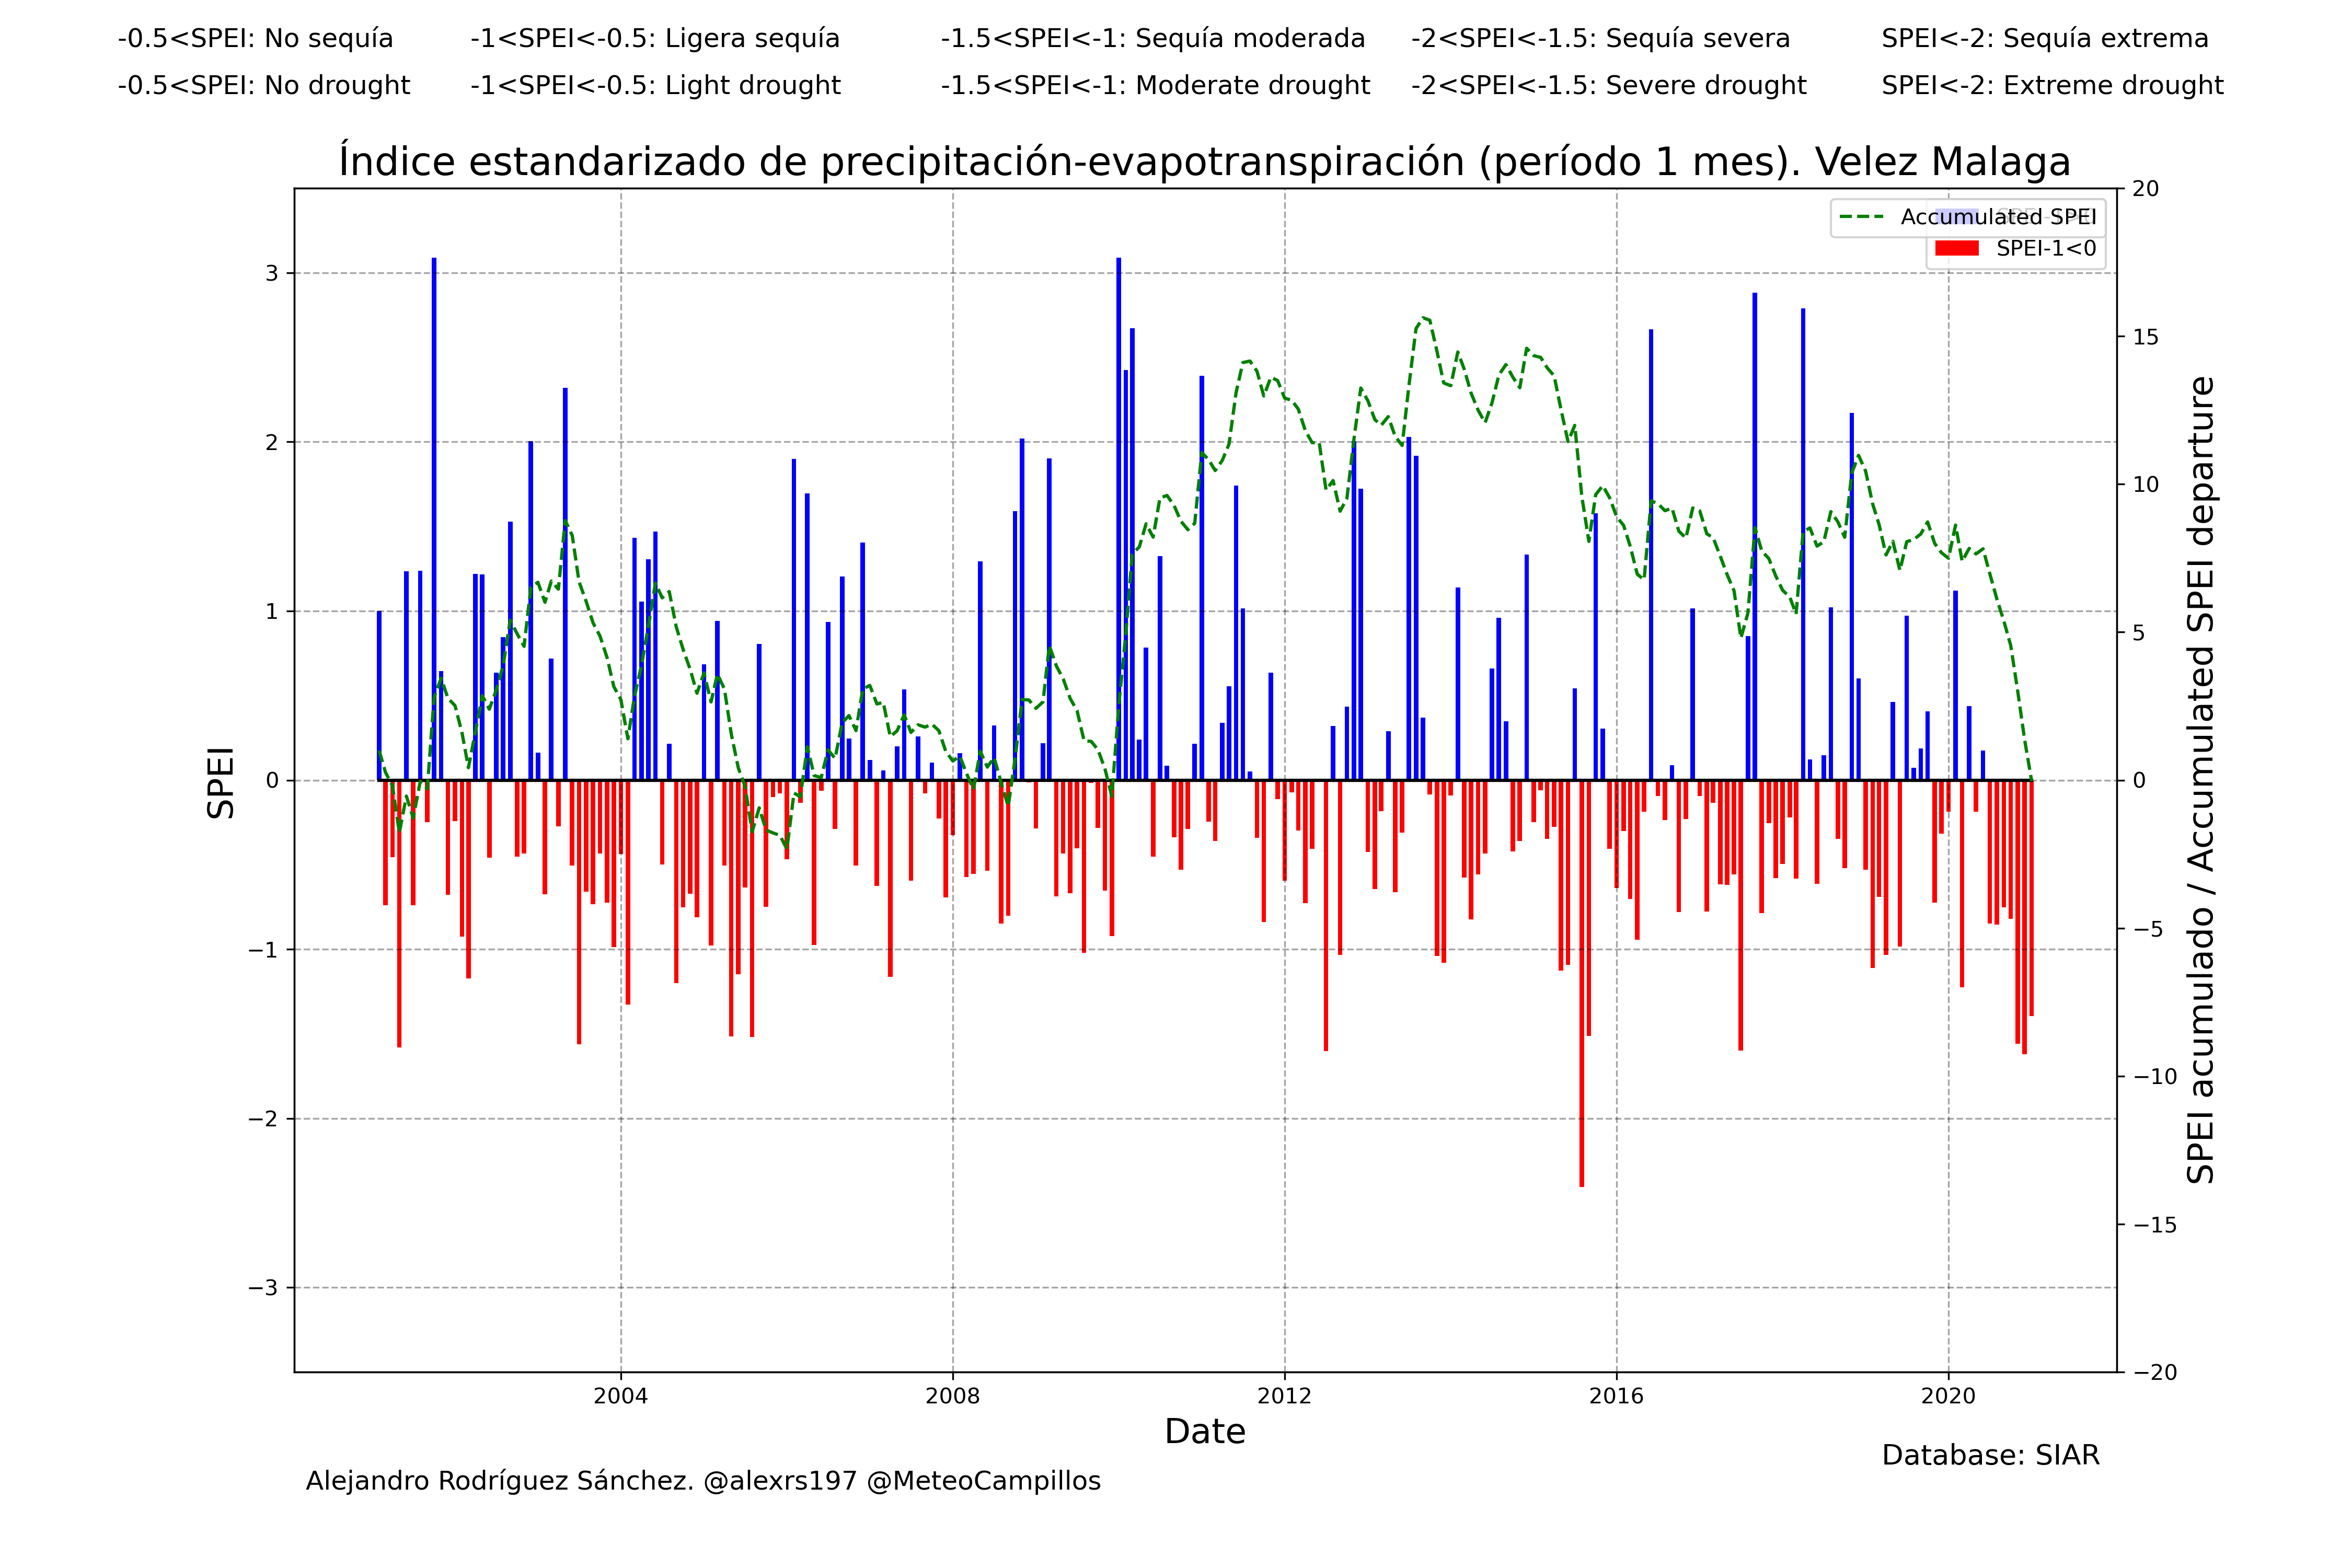 -0.5<SPEI: No sequía -1<SPEI<-0.5: Ligera sequía -1.5<SPEI<-1: Sequía moderada -2<SPEI<-1.5: Sequía severa SPEI<-2: Sequía extrema
-0.5<SPEI: No drought -1<SPEI<-0.5: Light drought -1.5<SPEI<-1: Moderate drought -2<SPEI<-1.5: Severe drought SPEI<-2: Extreme drought
Índice estandarizado de precipitación-evapotranspiración (período 1 mes). Velez Malaga
Accumulated SPEI
SPEI-1<0
3
2
1
0
−1
−2
−3
SPEI
20
15
10
5
0
−5
−10
−15
−20
SPEI acumulado / Accumulated SPEI departure
2004 2008 2012 2016 2020
Date
Database: SIAR
Alejandro Rodríguez Sánchez. @alexrs197 @MeteoCampillos